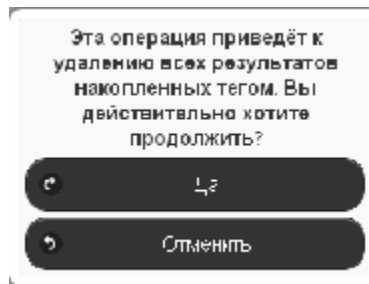 Эта операция приведёт к
удалению всех результатов
накопленных тегом. Вы
действительно хотите
продолжить?
Да
Отменить